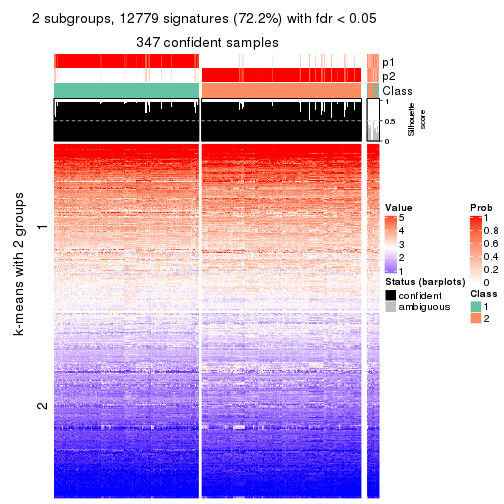 2 subgroups, 12779 signatures (72.2%) with fdr < 0.05
347 confident samples
p1
p2
Class
1
0.5
0
Silhouette
score
k-means with 2 groups
1
2
Value
5
4
3
2
1
Status (barplots)
confident
ambiguous
Prob
1
0.8
0.6
0.4
0.2
0
Class
1
2